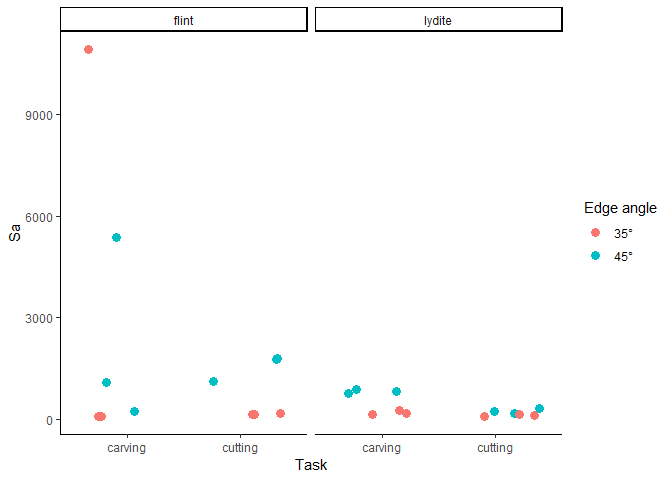 flint
lydite
9000
6000
3000
0
Sa
carving
cutting
carving
cutting
Task
Edge angle
35°
45°